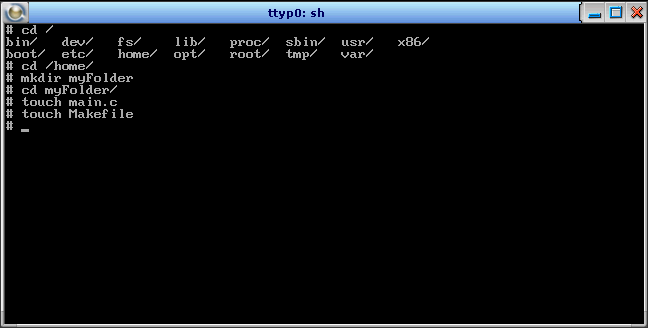 ttyp0: sh
# cd /
bin/ dev/ fs/ lib/ proc/ sbin/ usr/ x86/
boot/ etc/ home/ opt/ root/ tmp/ var/
# cd /home/
# mkdir myFolder
# cd myFolder/
# touch main.c
# touch Makefile
# _